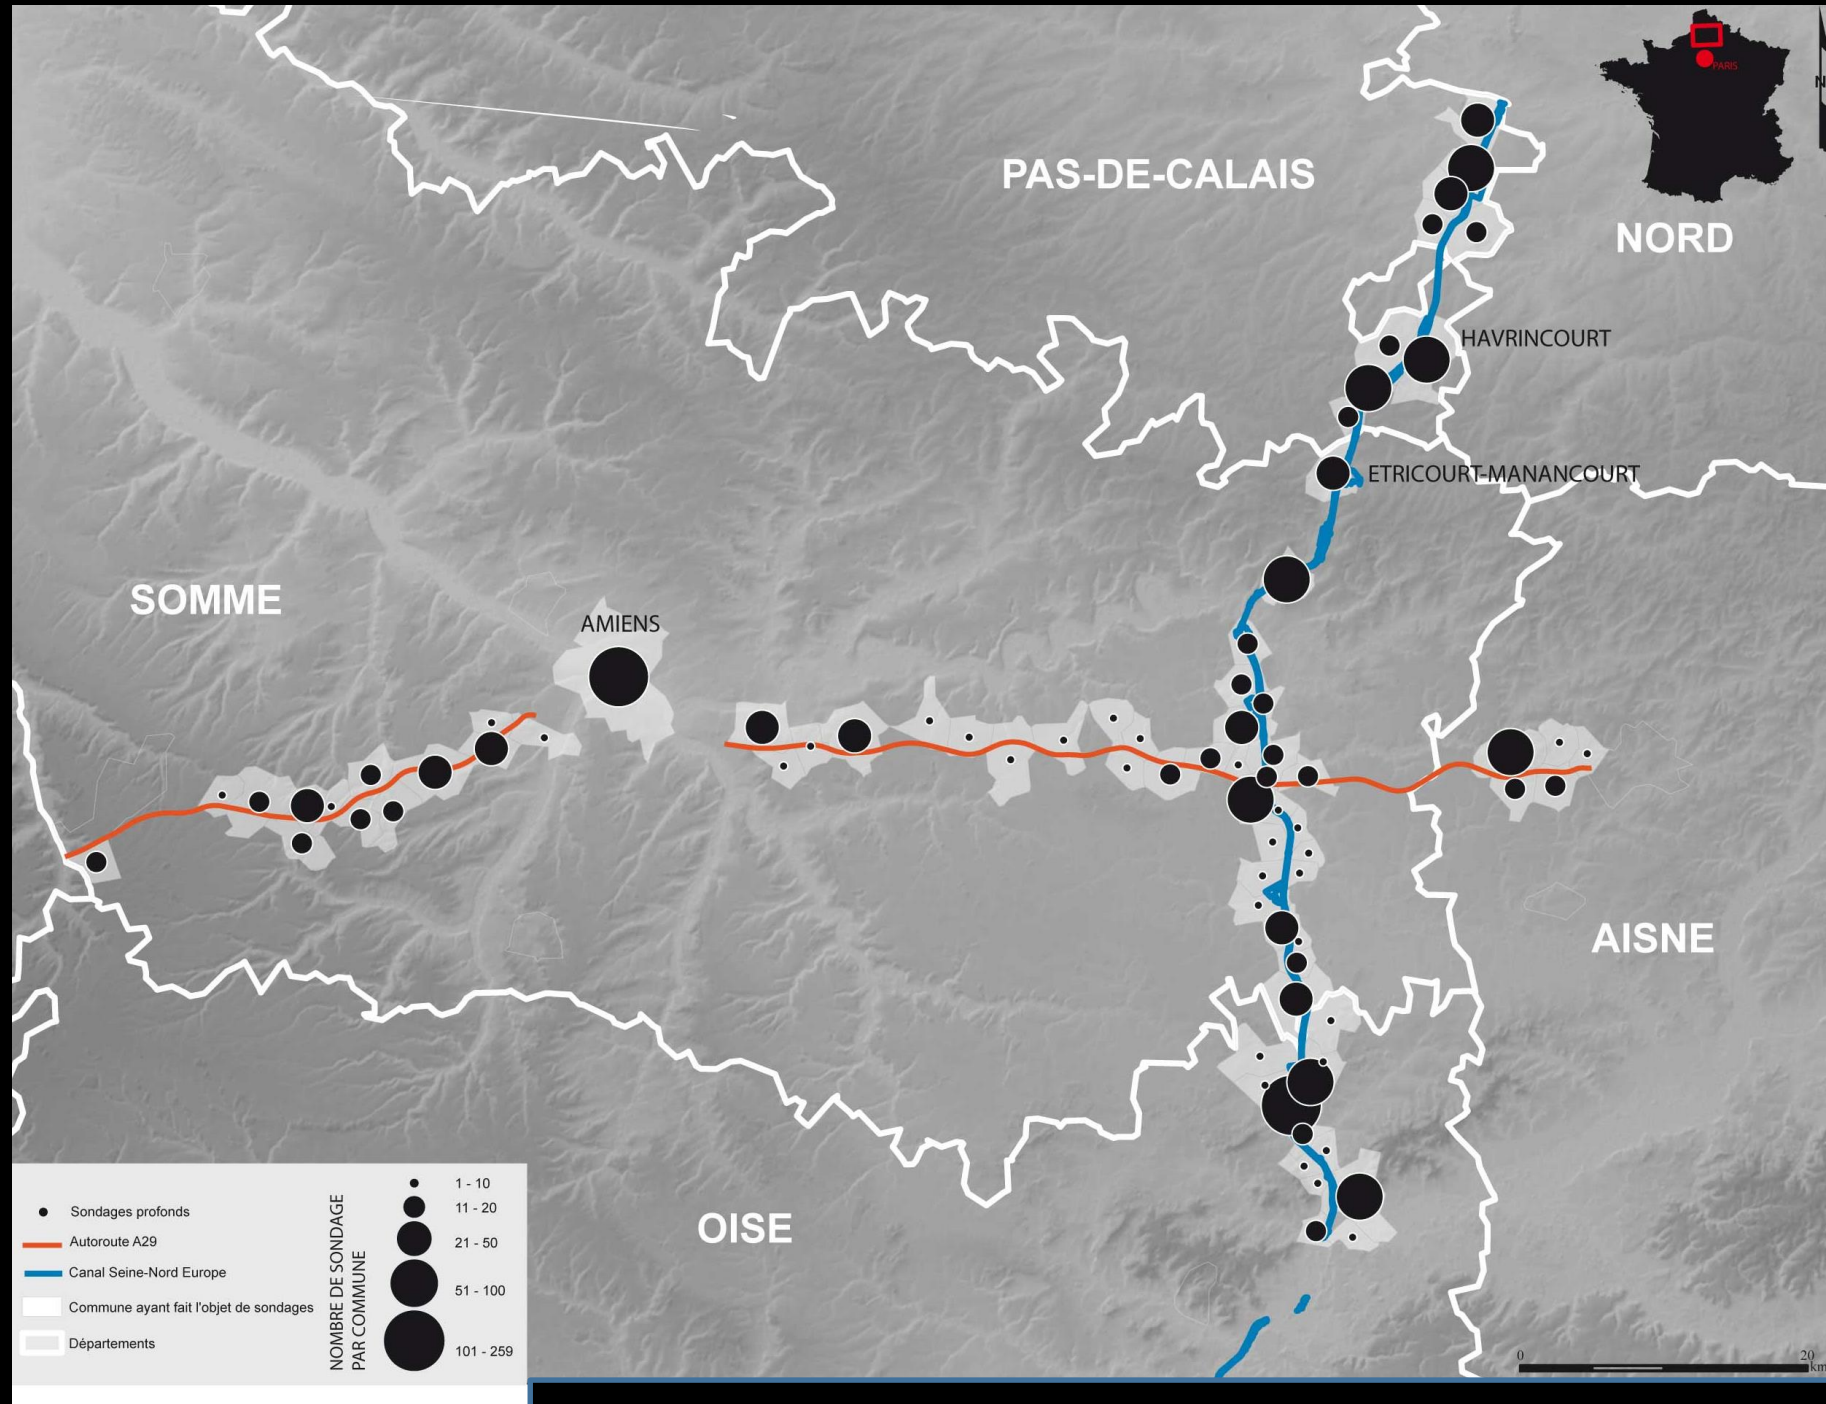 PARIS
N
PAS-DE-CALAIS
NORD
HAVRINCOURT
ETRICOURT-MANANCOURT
SOMME
AMIENS
AISNE
OISE
Sondages profonds
Autoroute A29
Canal Seine-Nord Europe
Commune ayant fait l'objet de sondages
Départements
NOMBRE DE SONDAGE
PAR COMMUNE
1 - 10
11 - 20
21 - 50
51 - 100
101 - 259
0
20
km